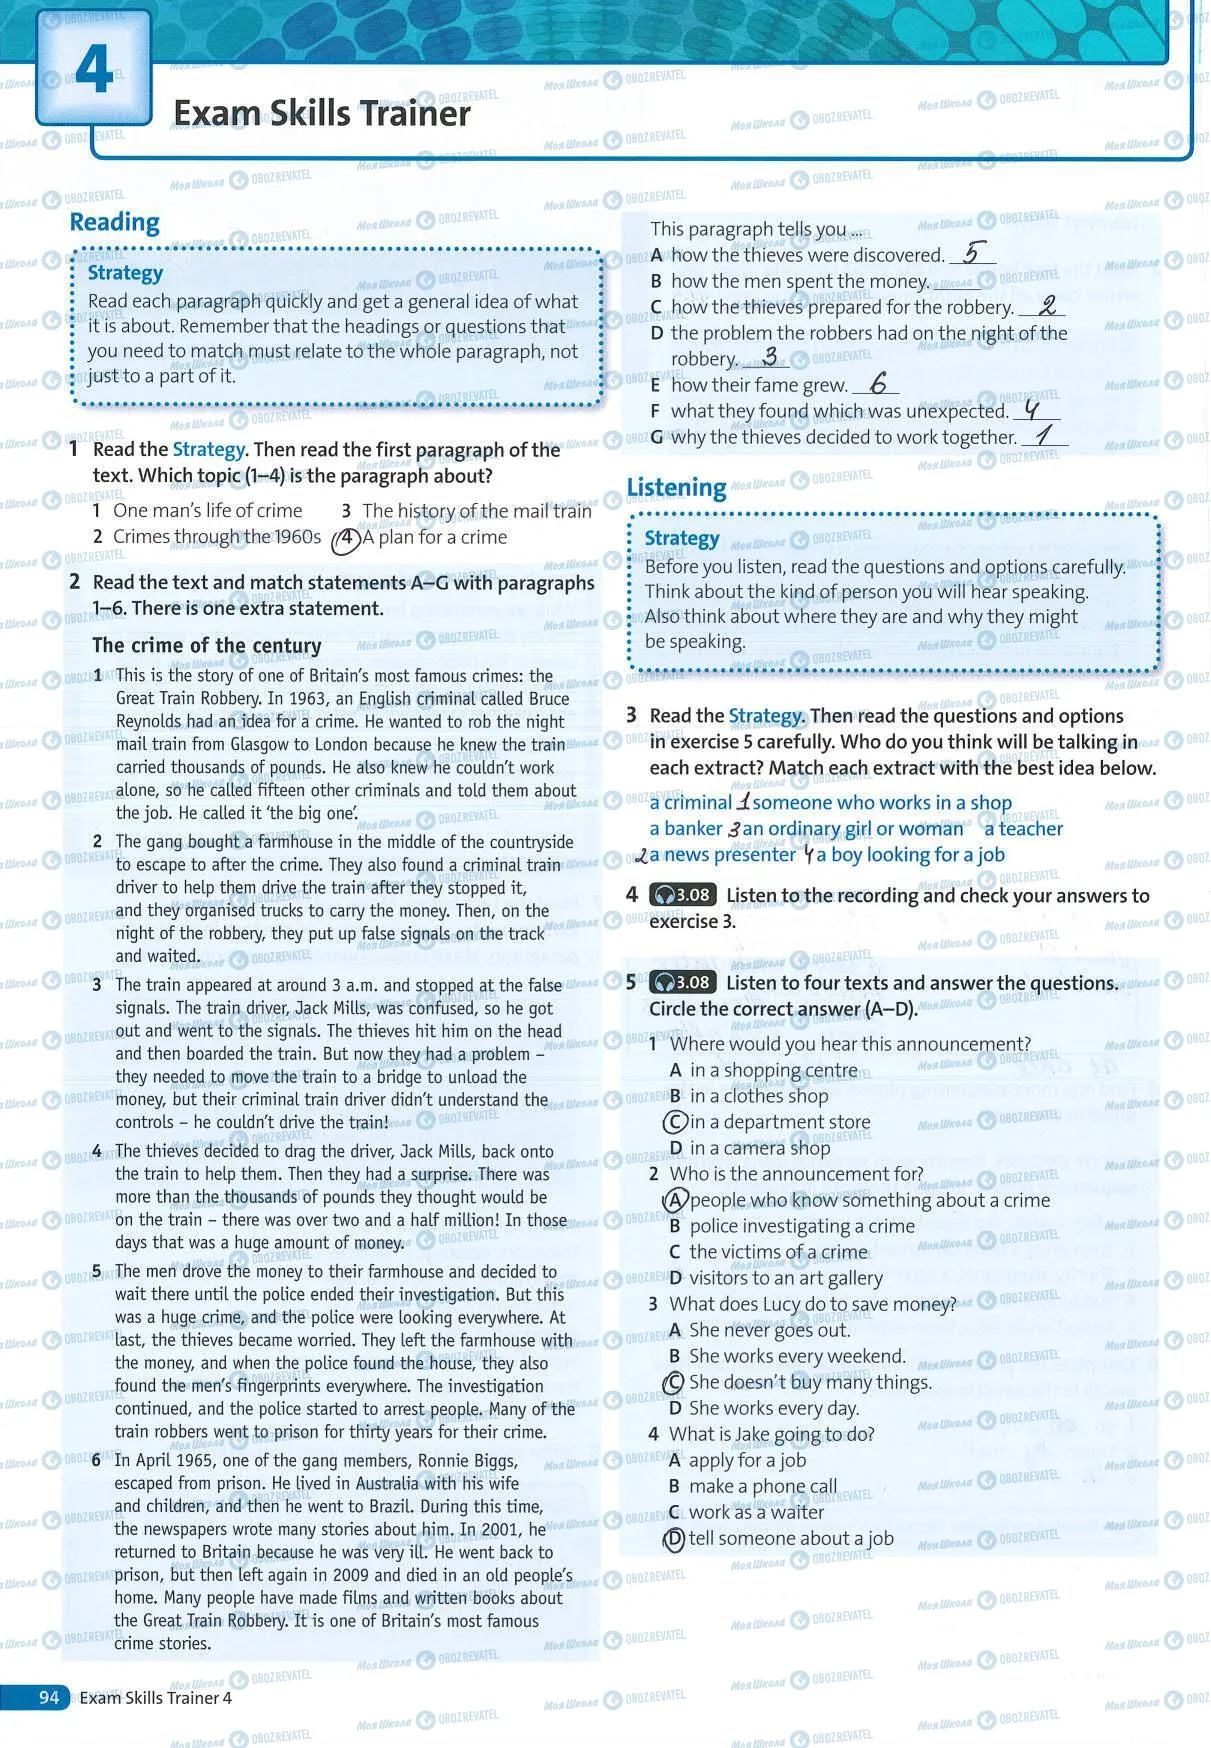 4
Exam Skills Trainer
Reading
Strategy
Read each paragraph quickly and get a general idea of what
it is about. Remember that the headings or questions that
you need to match must relate to the whole paragraph, not
just to a part of it.
1 Read the Strategy. Then read the first paragraph of the
text. Which topic (1–4) is the paragraph about?
1 One man's life of crime 3 The history of the mail train
2 Crimes through the 1960s 4 A plan for a crime
2 Read the text and match statements A–G with paragraphs
1–6. There is one extra statement.
The crime of the century
1 This is the story of one of Britain's most famous crimes: the
Great Train Robbery. In 1963, an English criminal called Bruce
Reynolds had an idea for a crime. He wanted to rob the night
mail train from Glasgow to London because he knew the train
carried thousands of pounds. He also knew he couldn't work
alone, so he called fifteen other criminals and told them about
the job. He called it 'the big one'.
2 The gang bought a farmhouse in the middle of the countryside
to escape to after the crime. They also found a criminal train
driver to help them drive the train after they stopped it,
and they organised trucks to carry the money. Then, on the
night of the robbery, they put up false signals on the track
and waited.
3 The train appeared at around 3 a.m. and stopped at the false
signals. The train driver, Jack Mills, was confused, so he got
out and went to the signals. The thieves hit him on the head
and then boarded the train. But now they had a problem –
they needed to move the train to a bridge to unload the
money, but their criminal train driver didn't understand the
controls – he couldn't drive the train!
4 The thieves decided to drag the driver, Jack Mills, back onto
the train to help them. Then they had a surprise. There was
more than the thousands of pounds they thought would be
on the train – there was over two and a half million! In those
days that was a huge amount of money.
5 The men drove the money to their farmhouse and decided to
wait there until the police ended their investigation. But this
was a huge crime, and the police were looking everywhere. At
last, the thieves became worried. They left the farmhouse with
the money, and when the police found the house, they also
found the men's fingerprints everywhere. The investigation
continued, and the police started to arrest people. Many of the
train robbers went to prison for thirty years for their crime.
6 In April 1965, one of the gang members, Ronnie Biggs,
escaped from prison. He lived in Australia with his wife
and children, and then he went to Brazil. During this time,
the newspapers wrote many stories about him. In 2001, he
returned to Britain because he was very ill. He went back to
prison, but then left again in 2009 and died in an old people's
home. Many people have made films and written books about
the Great Train Robbery. It is one of Britain's most famous
crime stories.
94 Exam Skills Trainer 4
This paragraph tells you ...
A how the thieves were discovered. 5
B how the men spent the money.
C how the thieves prepared for the robbery. 2
D the problem the robbers had on the night of the
robbery. 3
E how their fame grew. 6
F what they found which was unexpected. 4
G why the thieves decided to work together. 1
Listening
Strategy
Before you listen, read the questions and options carefully.
Think about the kind of person you will hear speaking.
Also think about where they are and why they might
be speaking.
3 Read the Strategy. Then read the questions and options
in exercise 5 carefully. Who do you think will be talking in
each extract? Match each extract with the best idea below.
a criminal 1 someone who works in a shop
a banker 3 an ordinary girl or woman a teacher
2 a news presenter 4 a boy looking for a job
4 3.08 Listen to the recording and check your answers to
exercise 3.
5 3.08 Listen to four texts and answer the questions.
Circle the correct answer (A–D).
1 Where would you hear this announcement?
A in a shopping centre
B in a clothes shop
C in a department store
D in a camera shop
2 Who is the announcement for?
A people who know something about a crime
B police investigating a crime
C the victims of a crime
D visitors to an art gallery
3 What does Lucy do to save money?
A She never goes out.
B She works every weekend.
C She doesn't buy many things.
D She works every day.
4 What is Jake going to do?
A apply for a job
B make a phone call
C work as a waiter
D tell someone about a job
Моя Школа OBOZREVATEL